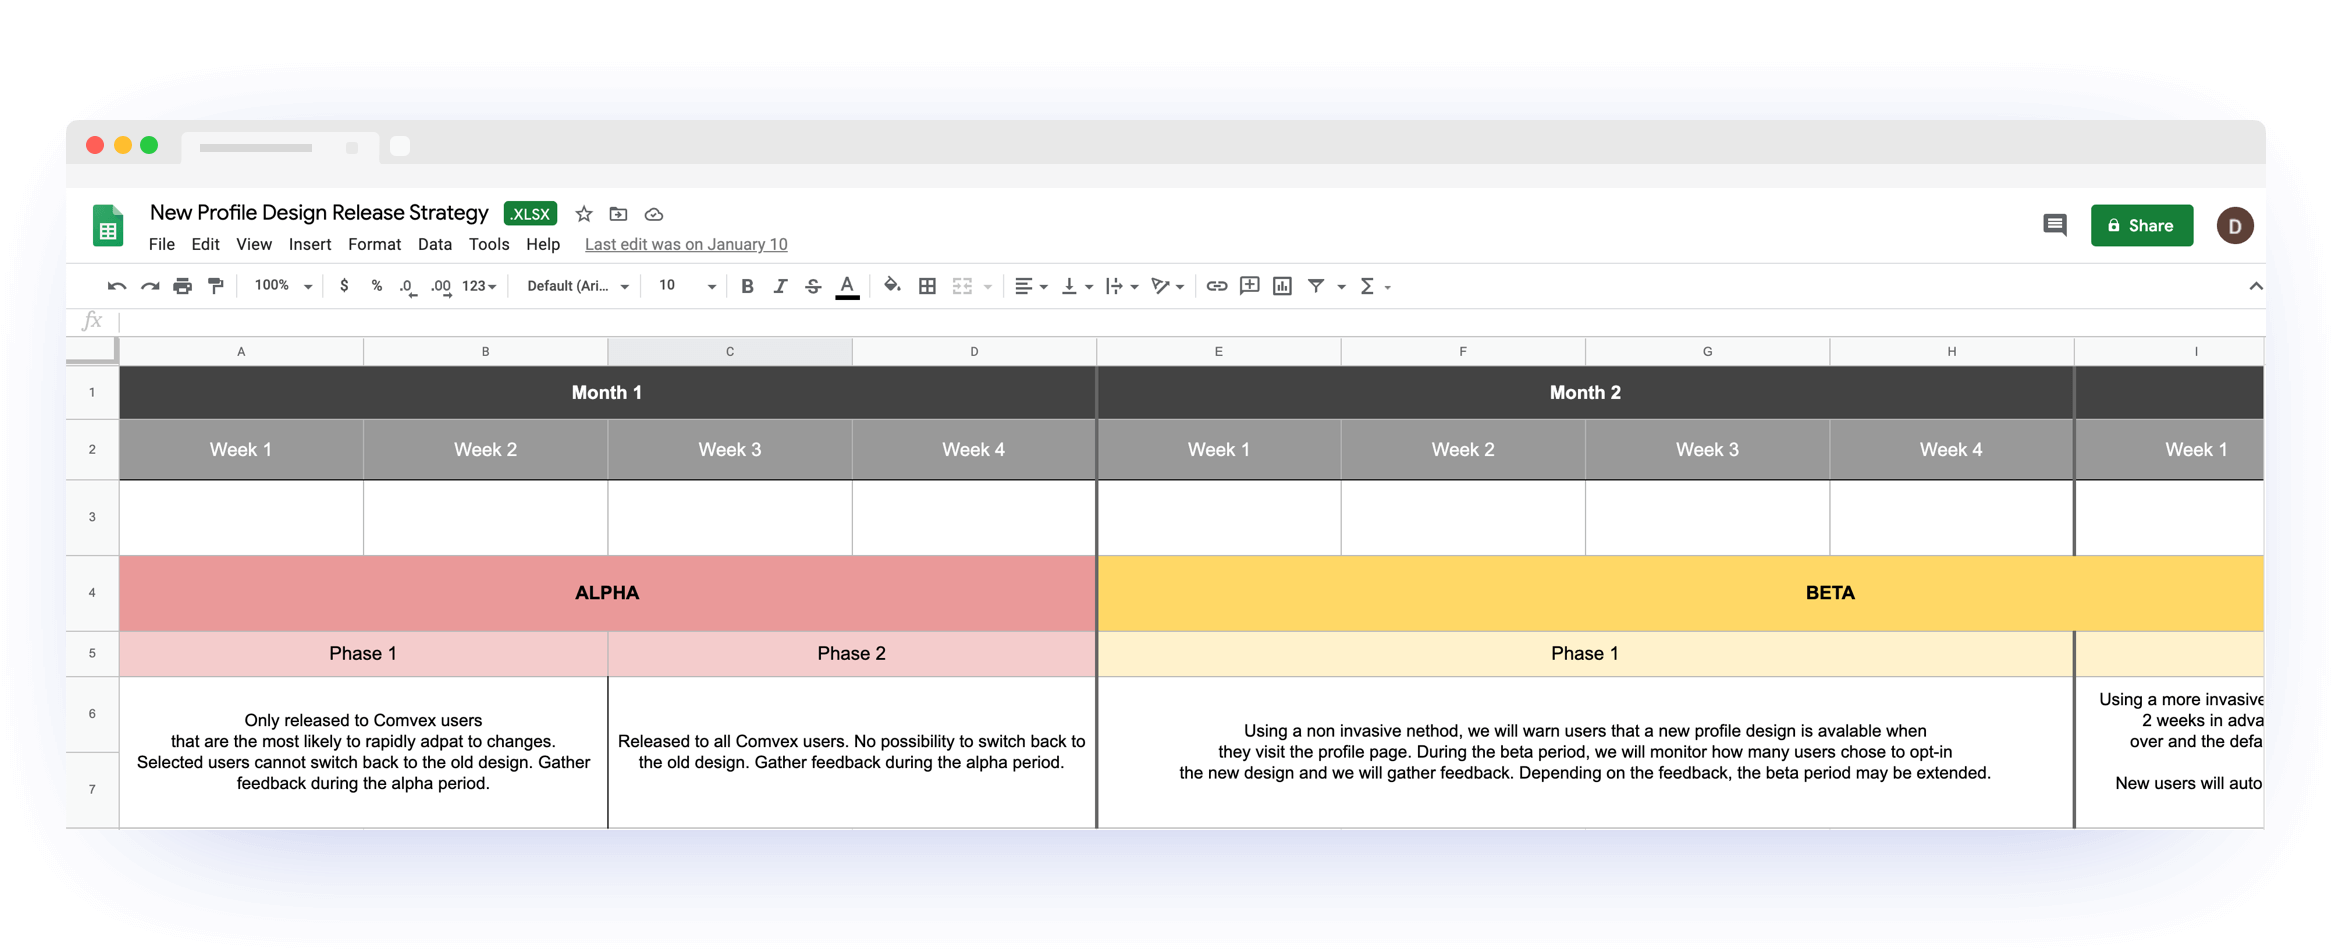 New Profile Design Release Strategy .XLSX
File Edit View Insert Format Data Tools Help Last edit was on January 10
Share D
100% $ % .0 .00 123 Default (Ari... 10 B I S A Σ
fx
A B C D E F G H I
1 Month 1 Month 2
2 Week 1 Week 2 Week 3 Week 4 Week 1 Week 2 Week 3 Week 4 Week 1
3
4 ALPHA BETA
5 Phase 1 Phase 2 Phase 1
6
7
Only released to Comvex users
that are the most likely to rapidly adpat to changes.
Selected users cannot switch back to the old design. Gather
feedback during the alpha period.
Released to all Comvex users. No possibility to switch back to
the old design. Gather feedback during the alpha period.
Using a non invasive nethod, we will warn users that a new profile design is avalable when
they visit the profile page. During the beta period, we will monitor how many users chose to opt-in
the new design and we will gather feedback. Depending on the feedback, the beta period may be extended.
Using a more invasive
2 weeks in adva
over and the defa
New users will auto